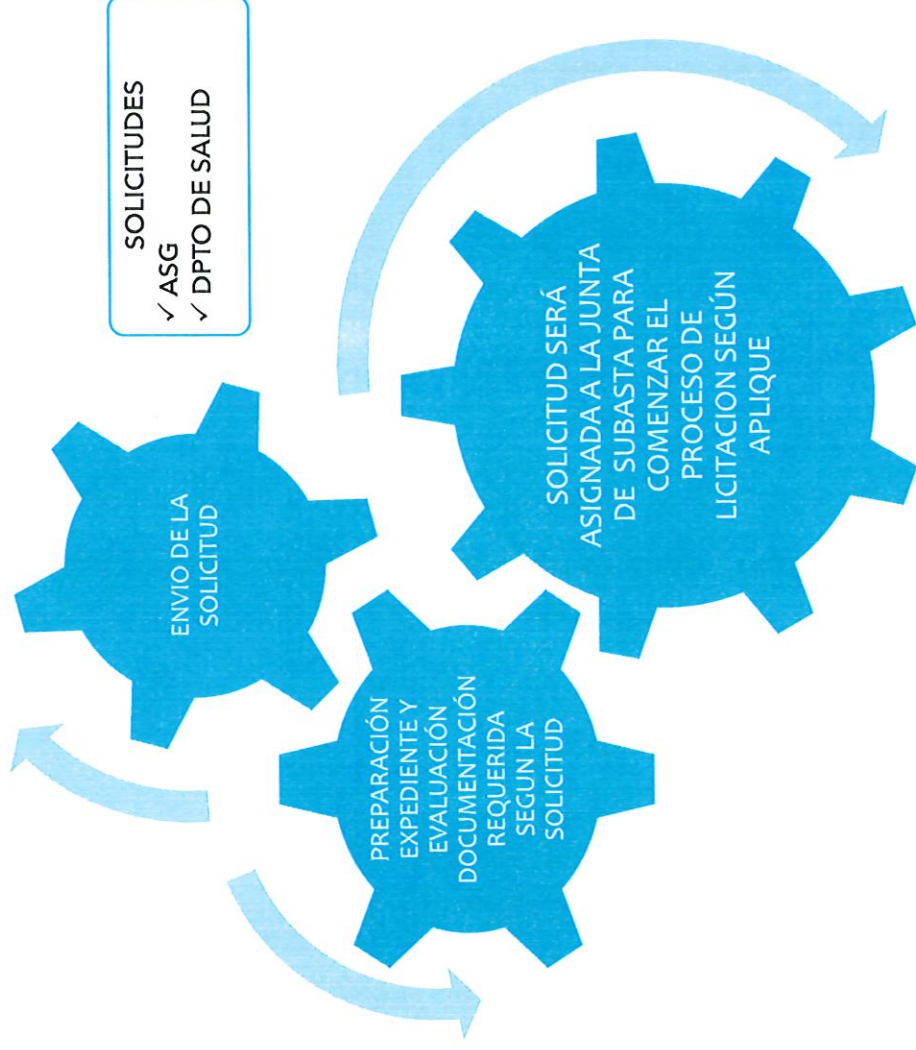 SOLICITUDES
✓ ASG
✓ DPTO DE SALUD
ENVIO DE LA
SOLICITUD
PREPARACIÓN
EXPEDIENTE Y
EVALUACIÓN
DOCUMENTACIÓN
REQUERIDA
SEGUN LA
SOLICITUD
SOLICITUD SERÁ
ASIGNADA A LA JUNTA
DE SUBASTA PARA
COMENZAR EL
PROCESO DE
LICITACION SEGÚN
APLIQUE